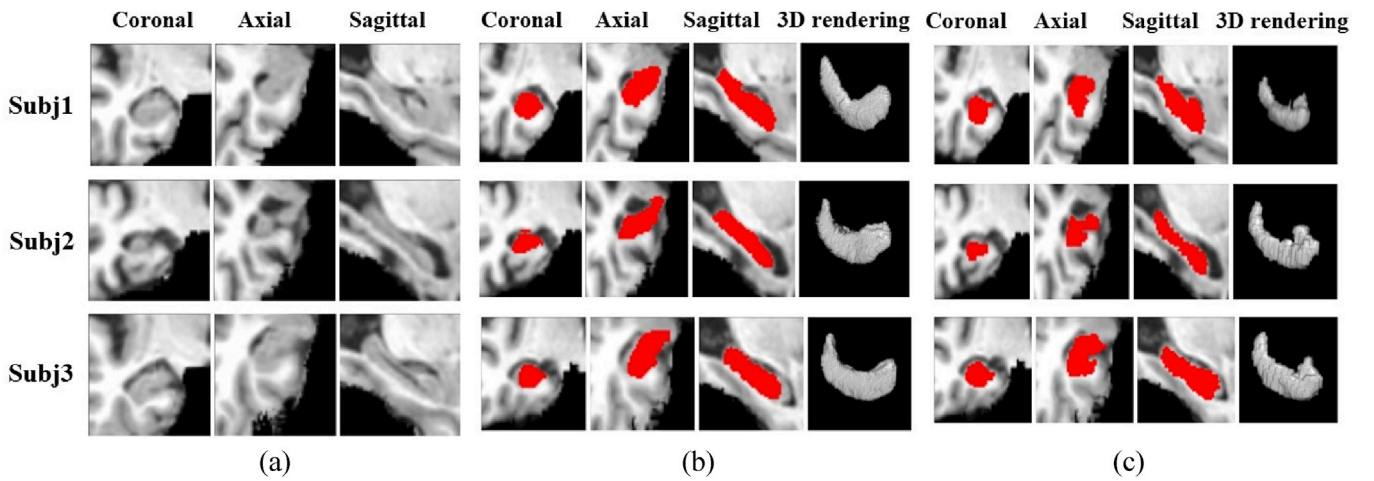 Coronal Axial Sagittal Coronal Axial Sagittal 3D rendering Coronal Axial Sagittal 3D rendering
Subj1
Subj2
Subj3
(a) (b) (c)